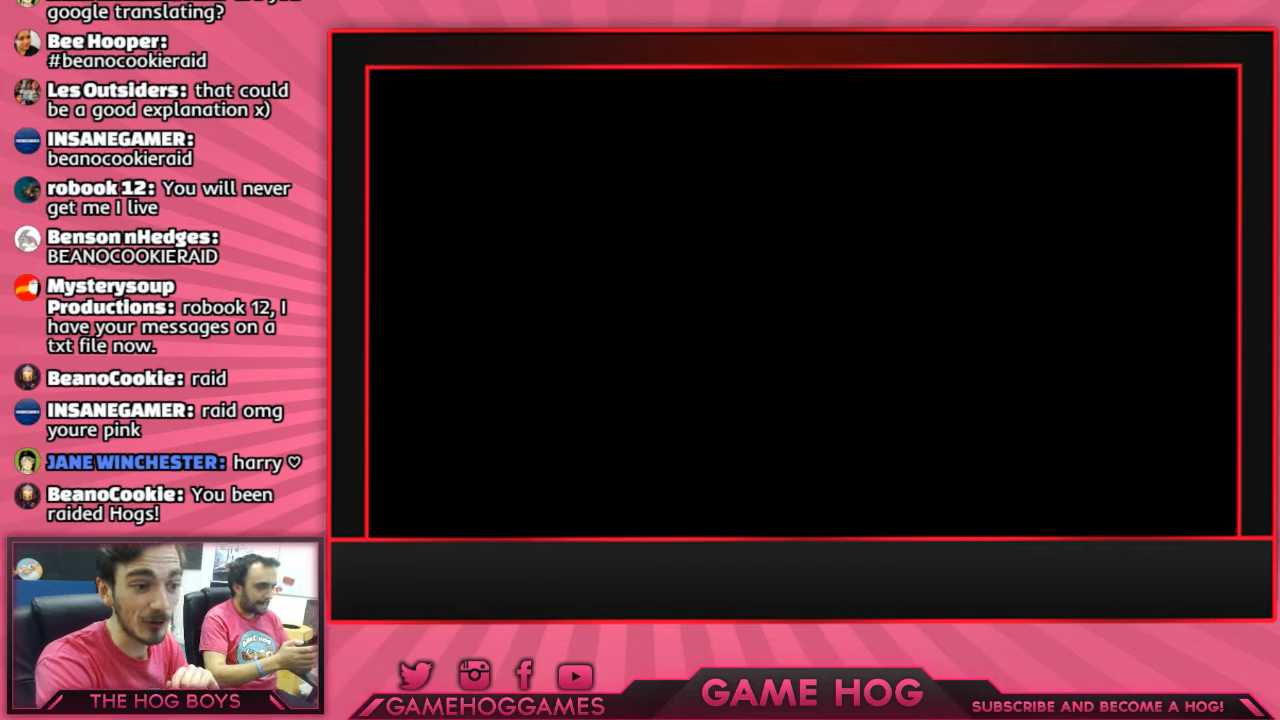 google translating?
Bee Hooper:
#beanocookieraid
Les Outsiders: that could
be a good explanation x)
INSANEGAMER:
beanocookieraid
robook 12: You will never
get me I live
Benson nHedges:
BEANOCOOKIERAID
Mysterysoup
Productions: robook 12, I
have your messages on a
txt file now.
BeanoCookie: raid
INSANEGAMER: raid omg
youre pink
JANE WINCHESTER: harry ♡
BeanoCookie: You been
raided Hogs!
GAME HOG
THE HOG BOYS
GAMEHOGGAMES
GAME HOG
SUBSCRIBE AND BECOME A HOG!